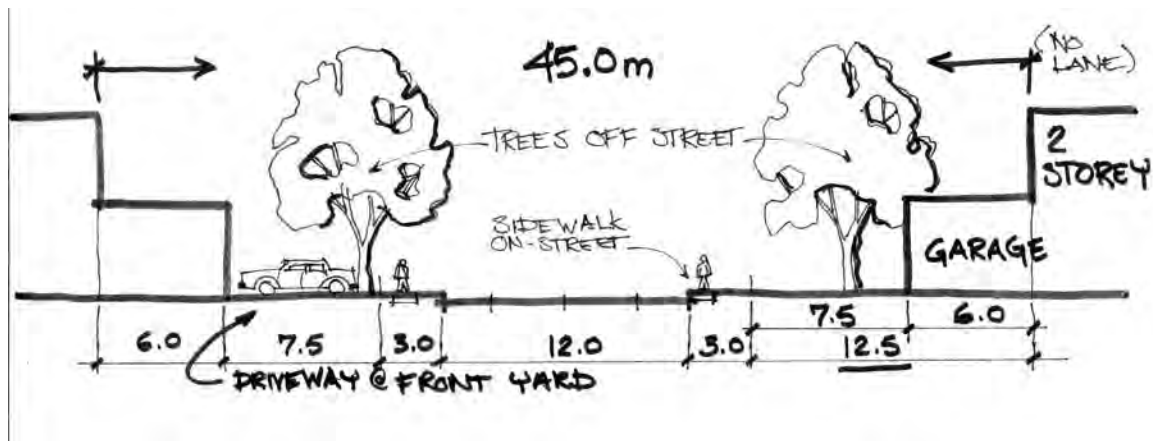 45.0m
(NO
LANE)
TREES OFF STREET
2
STOREY
SIDEWALK
ON-STREET
GARAGE
7.5 6.0
6.0 7.5 3.0 12.0 3.0 12.5
DRIVEWAY @ FRONT YARD